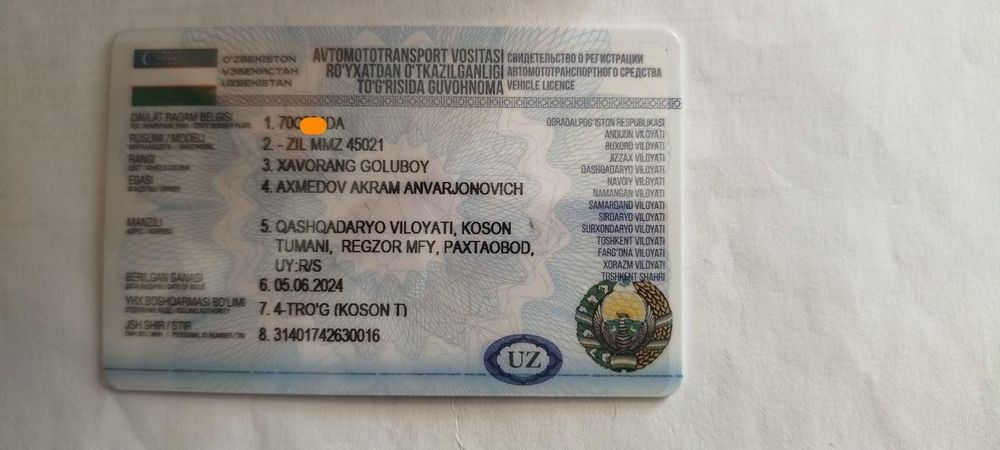 O'ZBEKISTON
ЎЗБЕКИСТАН
UZBEKISTAN
AVTOMOTOTRANSPORT VOSITASI
RO'YXATDAN O'TKAZILGANLIGI
TO'G'RISIDA GUVOHNOMA
СВИДЕТЕЛЬСТВО О РЕГИСТРАЦИИ
АВТОМОТОТРАНСПОРТНОГО СРЕДСТВА
VEHICLE LICENCE
DAVLAT RAQAM BELGISI
1. 70 DA
RUSUMI / MODELI
2. - ZIL MMZ 45021
RANGI
3. XAVORANG GOLUBOY
EGASI
4. AXMEDOV AKRAM ANVARJONOVICH
MANZILI
5. QASHQADARYO VILOYATI, KOSON
TUMANI, REGZOR MFY, PAXTAOBOD,
UY:R/S
BERILGAN SANASI
6. 05.06.2024
YHX BOSHQARMASI BO'LIMI
7. 4-TRO'G (KOSON T)
JSH SHIR / STIR
8. 31401742630016
QORAQALPOG'ISTON RESPUBLIKASI
ANDIJON VILOYATI
BUXORO VILOYATI
JIZZAX VILOYATI
QASHQADARYO VILOYATI
NAVOIY VILOYATI
NAMANGAN VILOYATI
SAMARQAND VILOYATI
SIRDARYO VILOYATI
SURXONDARYO VILOYATI
TOSHKENT VILOYATI
FARG'ONA VILOYATI
XORAZM VILOYATI
TOSHKENT SHAHRI
UZ